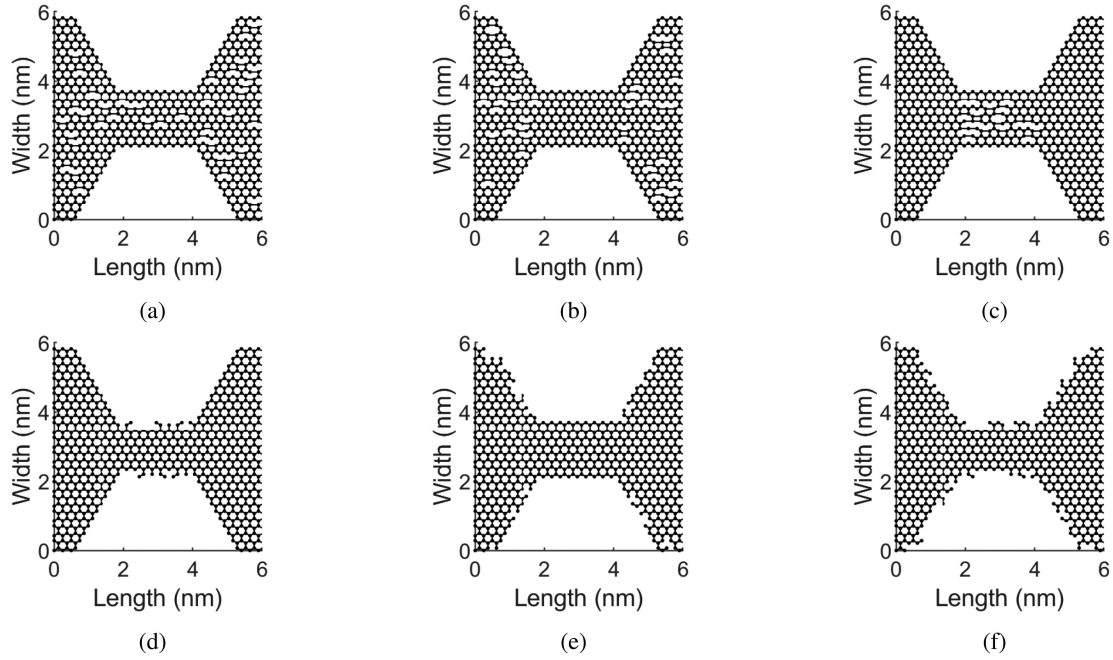 6 6 6
Width (nm) Width (nm) Width (nm)
4 4 4
2 2 2
0 0 0
0 2 4 6 0 2 4 6 0 2 4 6
Length (nm) Length (nm) Length (nm)
(a) (b) (c)
6 6 6
Width (nm) Width (nm) Width (nm)
4 4 4
2 2 2
0 0 0
0 2 4 6 0 2 4 6 0 2 4 6
Length (nm) Length (nm) Length (nm)
(d) (e) (f)